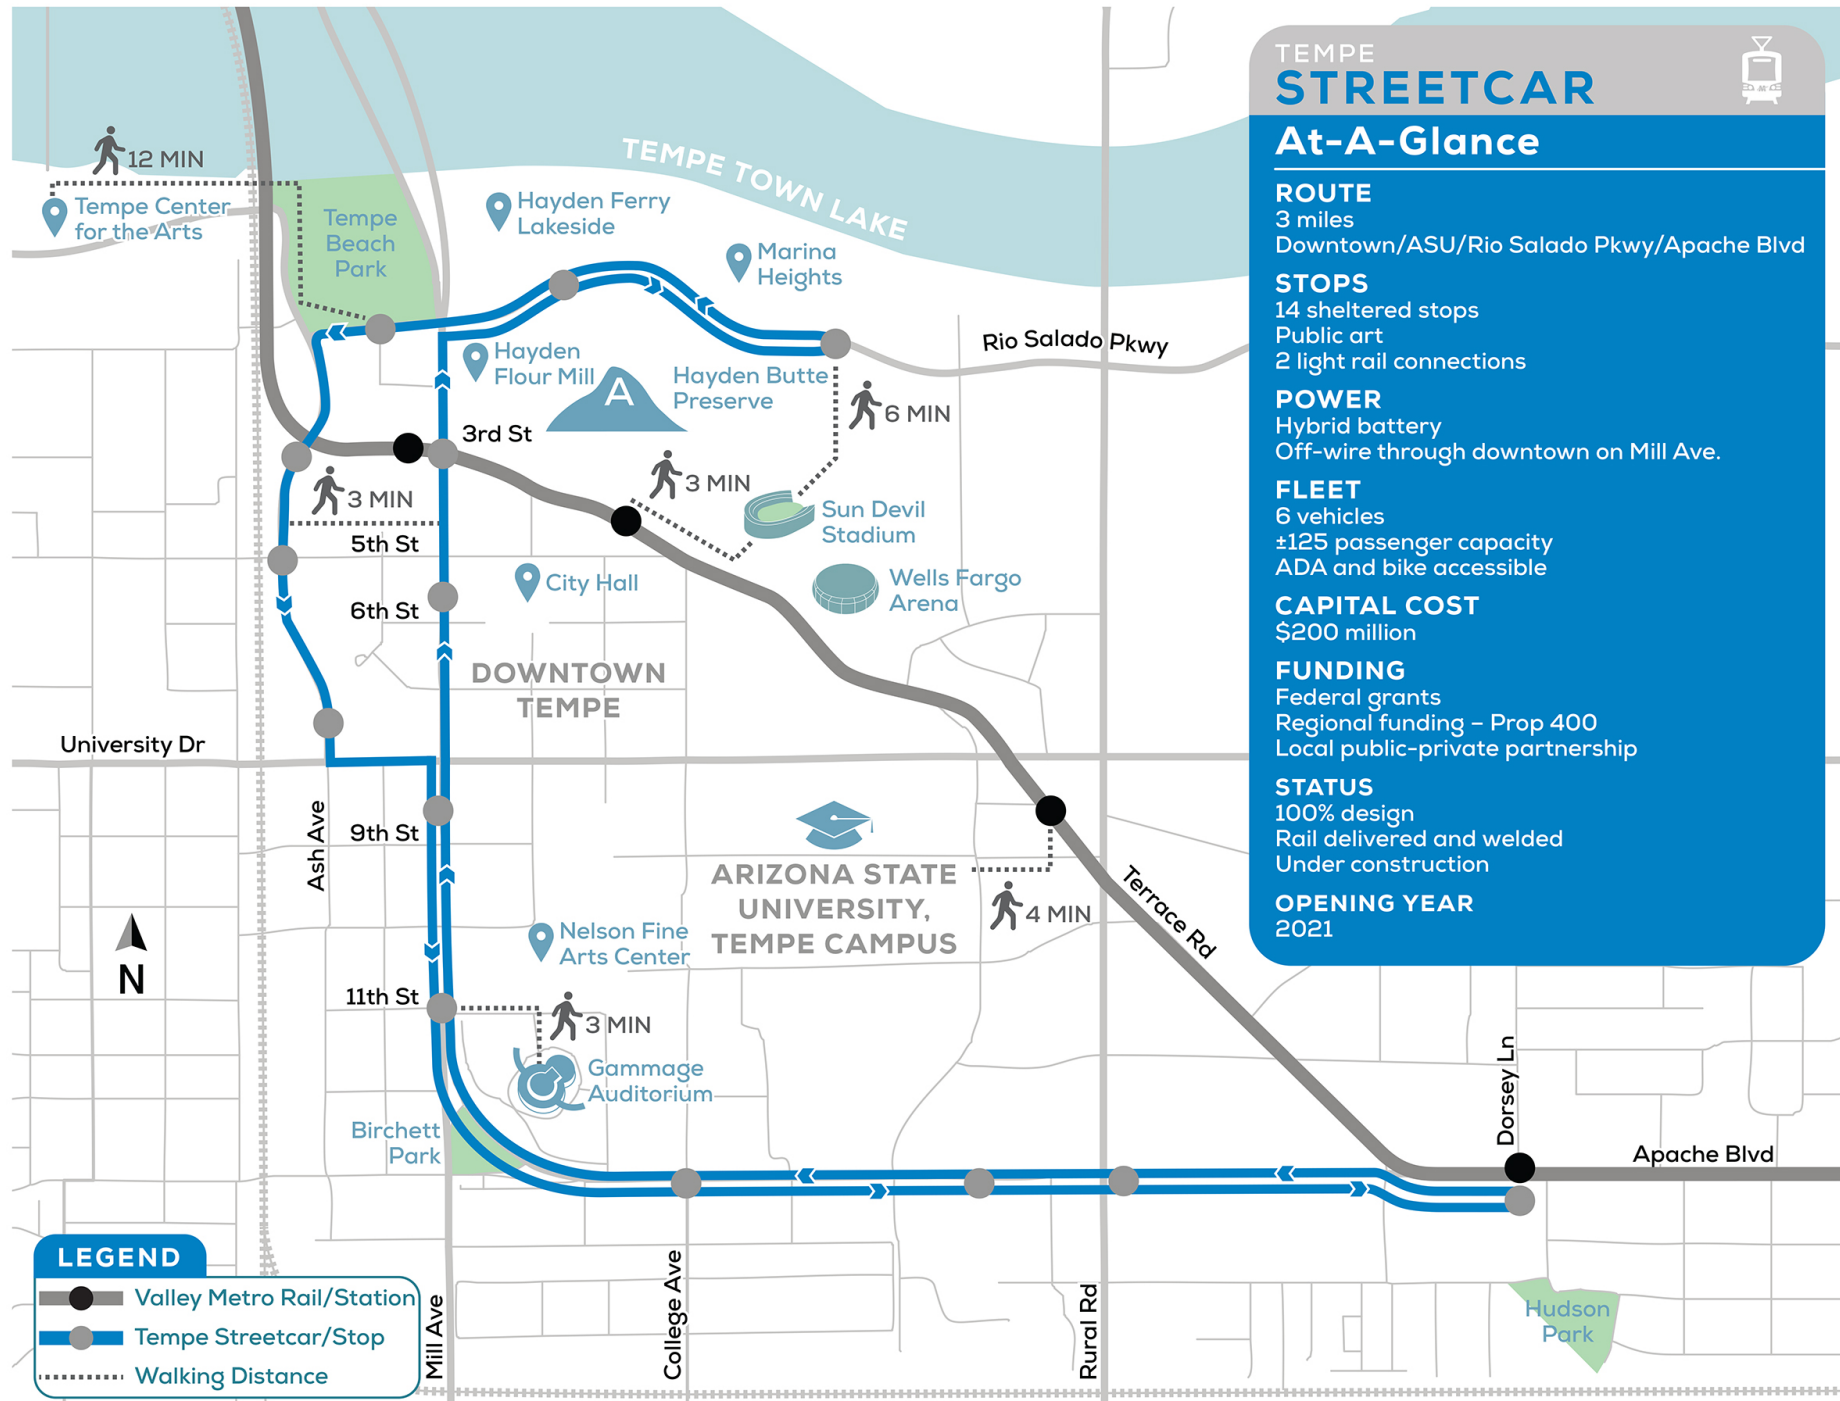 TEMPE
STREETCAR
At-A-Glance
ROUTE
3 miles
Downtown/ASU/Rio Salado Pkwy/Apache Blvd
STOPS
14 sheltered stops
Public art
2 light rail connections
POWER
Hybrid battery
Off-wire through downtown on Mill Ave.
FLEET
6 vehicles
±125 passenger capacity
ADA and bike accessible
CAPITAL COST
$200 million
FUNDING
Federal grants
Regional funding – Prop 400
Local public-private partnership
STATUS
100% design
Rail delivered and welded
Under construction
OPENING YEAR
2021
12 MIN
Tempe Center
for the Arts
Tempe
Beach
Park
Hayden Ferry
Lakeside
TEMPE TOWN LAKE
Marina
Heights
Rio Salado Pkwy
Hayden
Flour Mill
A
Hayden Butte
Preserve
6 MIN
3rd St
3 MIN
3 MIN
Sun Devil
Stadium
5th St
City Hall
Wells Fargo
Arena
6th St
DOWNTOWN
TEMPE
University Dr
Ash Ave
9th St
ARIZONA STATE
UNIVERSITY,
TEMPE CAMPUS
4 MIN
Terrace Rd
N
Nelson Fine
Arts Center
11th St
3 MIN
Gammage
Auditorium
Birchett
Park
Dorsey Ln
Apache Blvd
LEGEND
Valley Metro Rail/Station
Tempe Streetcar/Stop
Walking Distance
Mill Ave
College Ave
Rural Rd
Hudson
Park